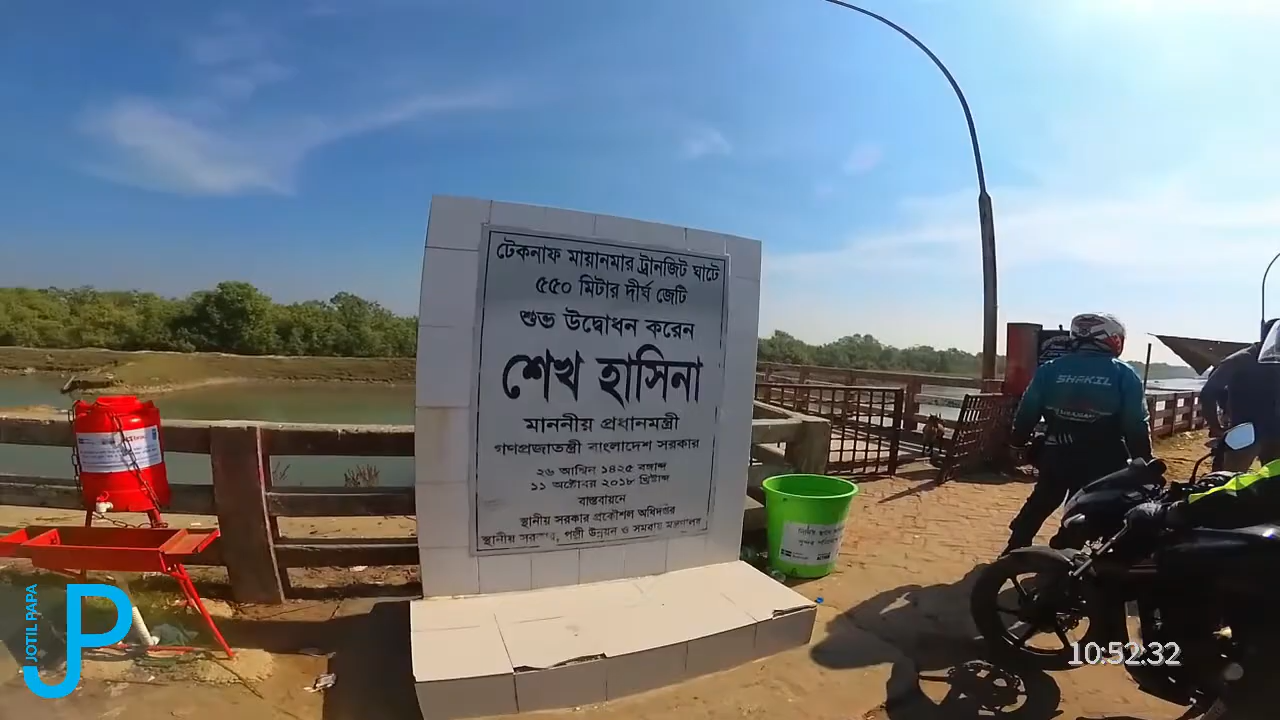 টেকনাফ মায়ানমার ট্রানজিট ঘাটে
৫৫০ মিটার দীর্ঘ জেটি
শুভ উদ্বোধন করেন
শেখ হাসিনা
মাননীয় প্রধানমন্ত্রী
গণপ্রজাতন্ত্রী বাংলাদেশ সরকার
২৬ আশ্বিন ১৪২৫ বঙ্গাব্দ
১১ অক্টোবর ২০১৮ খ্রিস্টাব্দ
বাস্তবায়নে
স্থানীয় সরকার প্রকৌশল অধিদপ্তর
স্থানীয় সরকার, পল্লী উন্নয়ন ও সমবায় মন্ত্রণালয়
SHAKIL
JOTIL PAPA
JP
10:52:32